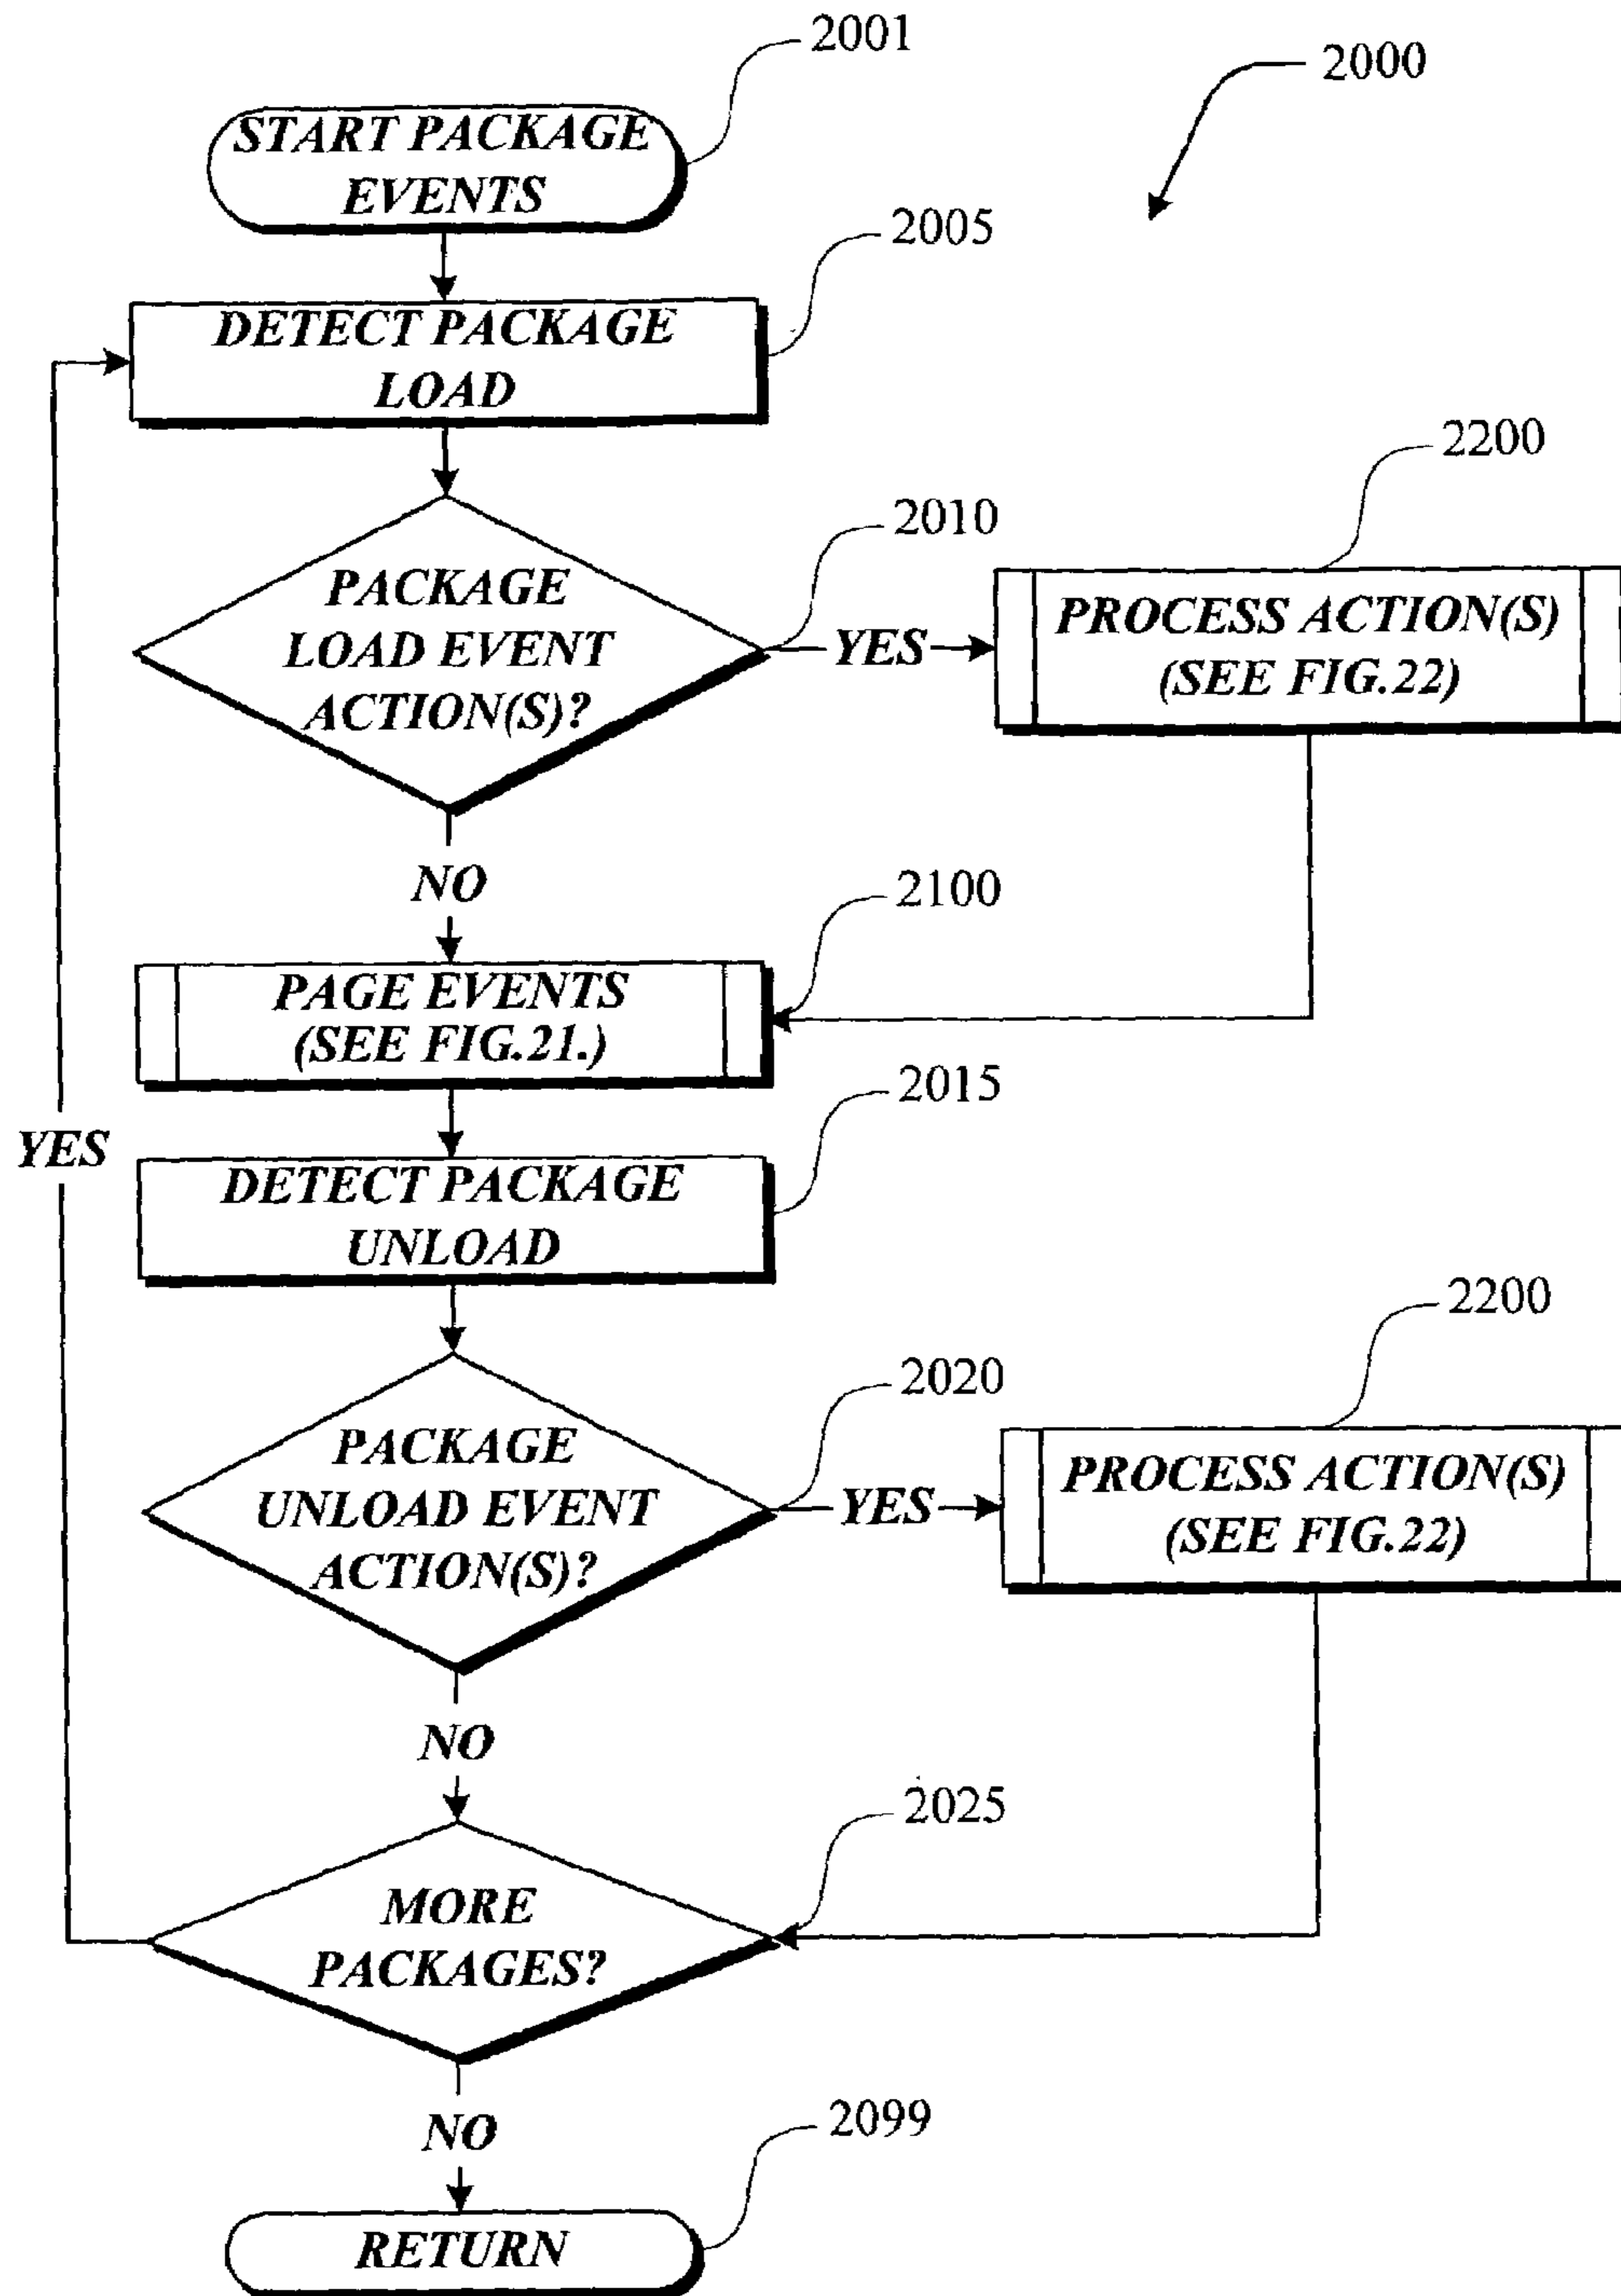 2001
2000
START PACKAGE
EVENTS
2005
DETECT PACKAGE
LOAD
2200
2010
PACKAGE
LOAD EVENT
ACTION(S)?
YES
PROCESS ACTION(S)
(SEE FIG.22)
NO
2100
PAGE EVENTS
(SEE FIG.21.)
2015
YES
DETECT PACKAGE
UNLOAD
2200
2020
PACKAGE
UNLOAD EVENT
ACTION(S)?
YES
PROCESS ACTION(S)
(SEE FIG.22)
NO
2025
MORE
PACKAGES?
NO
2099
RETURN